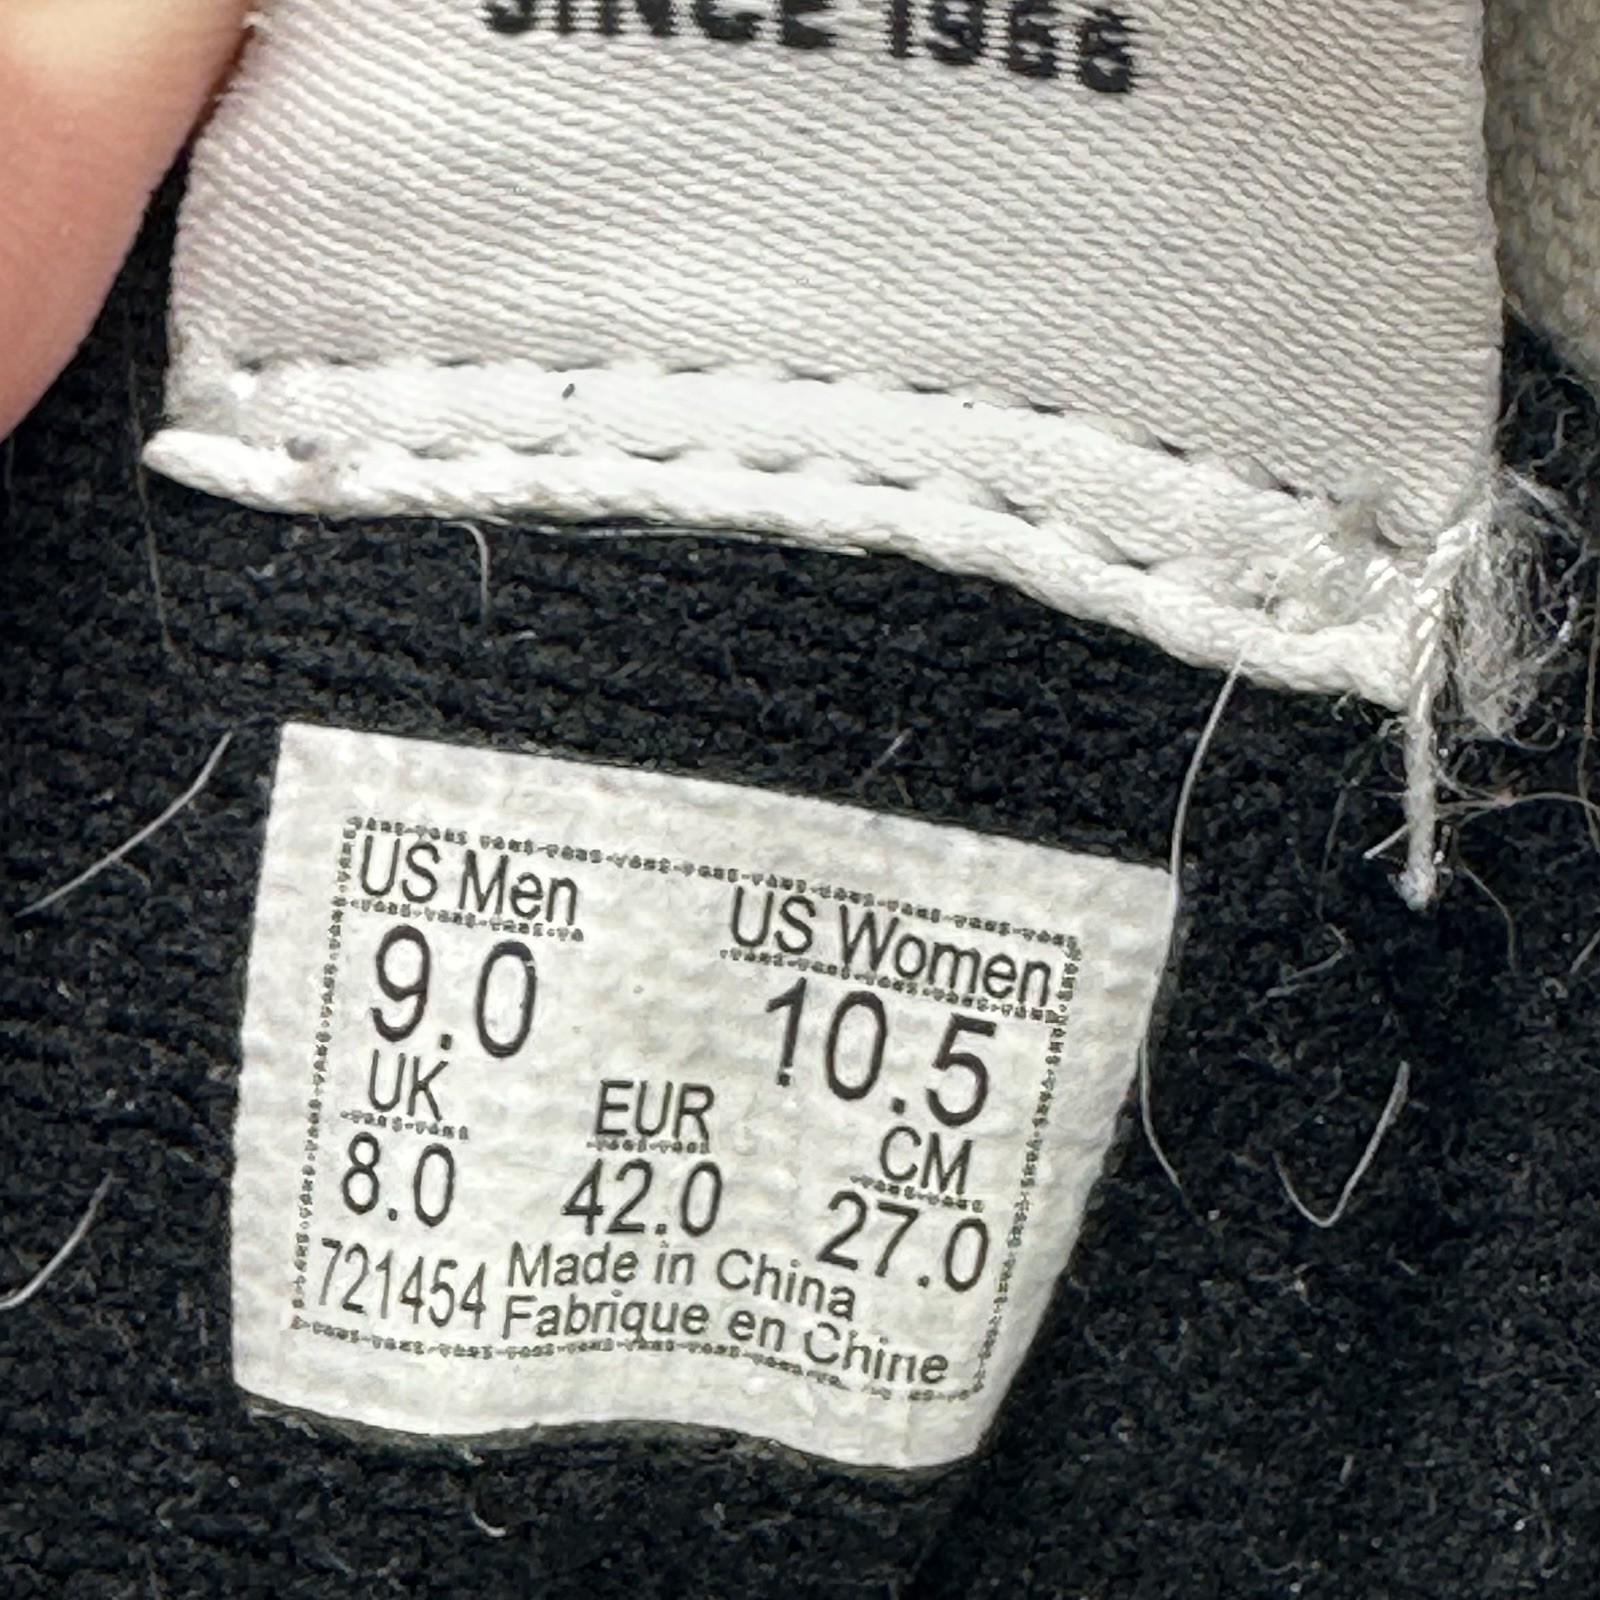 SINCE 1966
US Men US Women
9.0 10.5
UK EUR CM
8.0 42.0 27.0
721454 Made in China
Fabrique en Chine